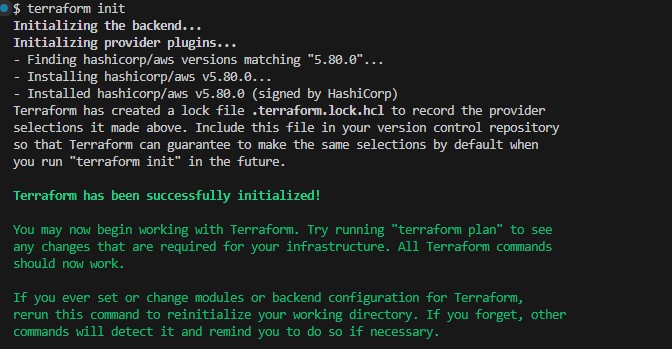 $ terraform init
Initializing the backend...
Initializing provider plugins...
- Finding hashicorp/aws versions matching "5.80.0"...
- Installing hashicorp/aws v5.80.0...
- Installed hashicorp/aws v5.80.0 (signed by HashiCorp)
Terraform has created a lock file .terraform.lock.hcl to record the provider
selections it made above. Include this file in your version control repository
so that Terraform can guarantee to make the same selections by default when
you run "terraform init" in the future.
Terraform has been successfully initialized!
You may now begin working with Terraform. Try running "terraform plan" to see
any changes that are required for your infrastructure. All Terraform commands
should now work.
If you ever set or change modules or backend configuration for Terraform,
rerun this command to reinitialize your working directory. If you forget, other
commands will detect it and remind you to do so if necessary.